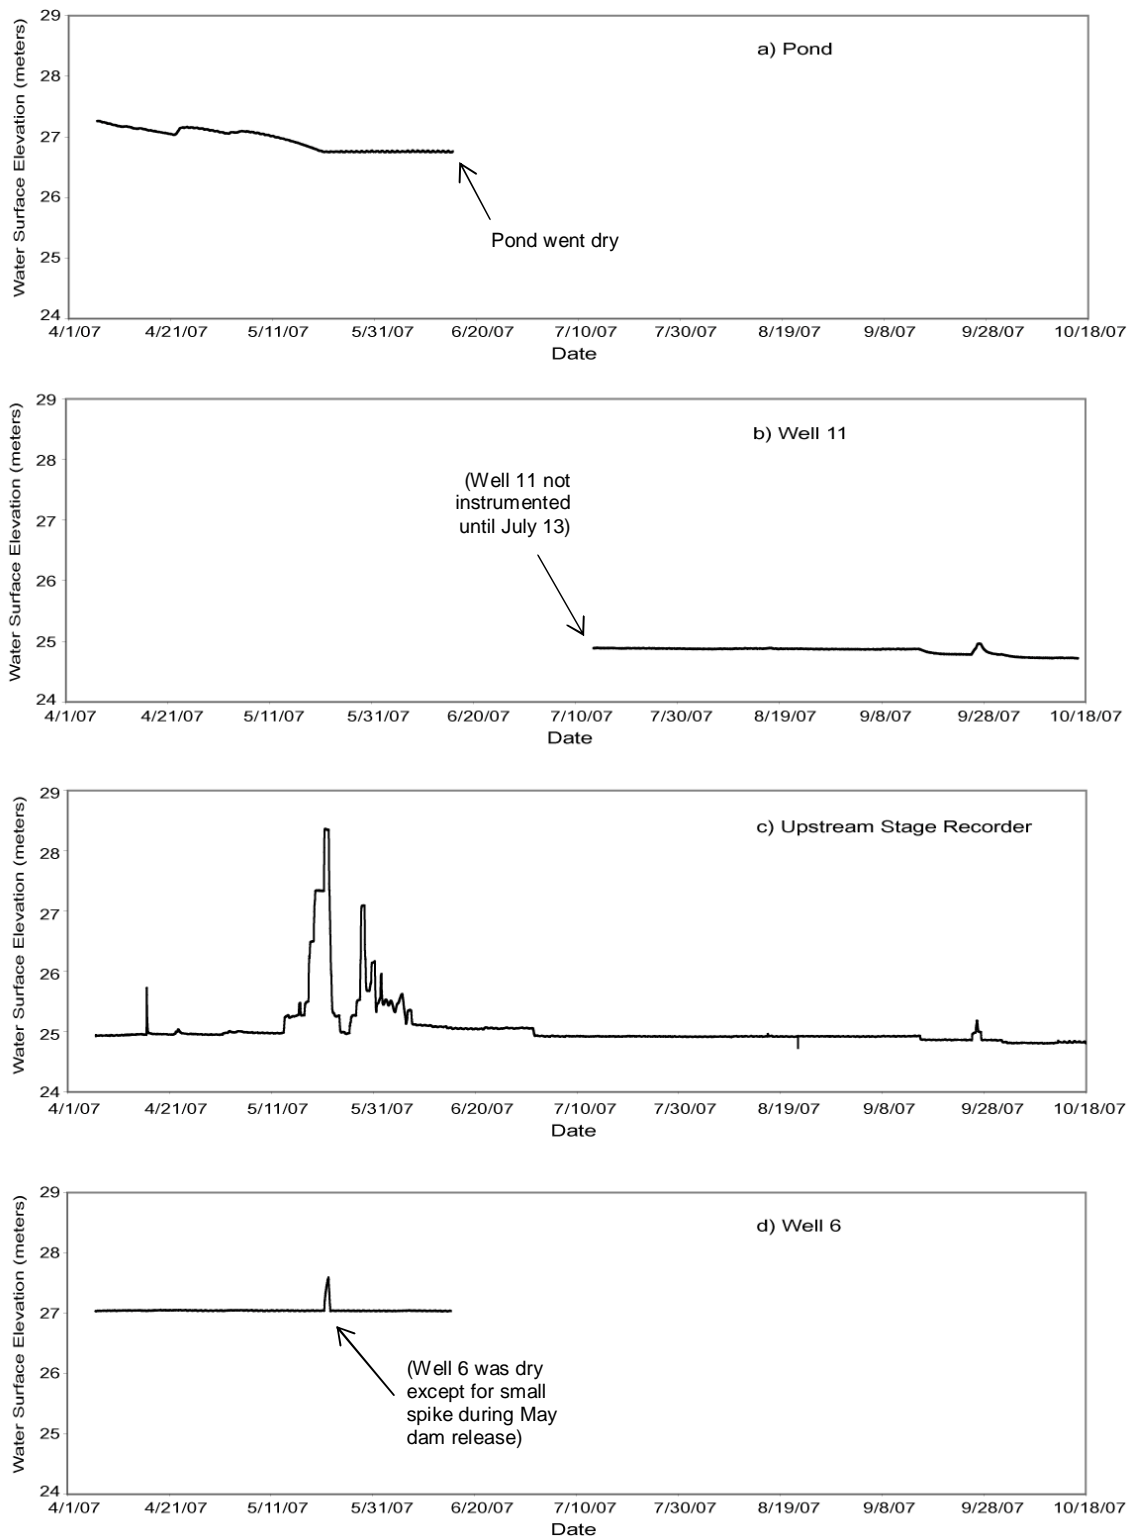 Water Surface Elevation (meters)
29
28
27
26
25
24
a) Pond
Pond went dry
4/1/07 4/21/07 5/11/07 5/31/07 6/20/07 7/10/07 7/30/07 8/19/07 9/8/07 9/28/07 10/18/07
Date
Water Surface Elevation (meters)
29
28
27
26
25
24
b) Well 11
(Well 11 not
instrumented
until July 13)
4/1/07 4/21/07 5/11/07 5/31/07 6/20/07 7/10/07 7/30/07 8/19/07 9/8/07 9/28/07 10/18/07
Date
Water Surface Elevation (meters)
29
28
27
26
25
24
c) Upstream Stage Recorder
4/1/07 4/21/07 5/11/07 5/31/07 6/20/07 7/10/07 7/30/07 8/19/07 9/8/07 9/28/07 10/18/07
Date
Water Surface Elevation (meters)
29
28
27
26
25
24
d) Well 6
(Well 6 was dry
except for small
spike during May
dam release)
4/1/07 4/21/07 5/11/07 5/31/07 6/20/07 7/10/07 7/30/07 8/19/07 9/8/07 9/28/07 10/18/07
Date